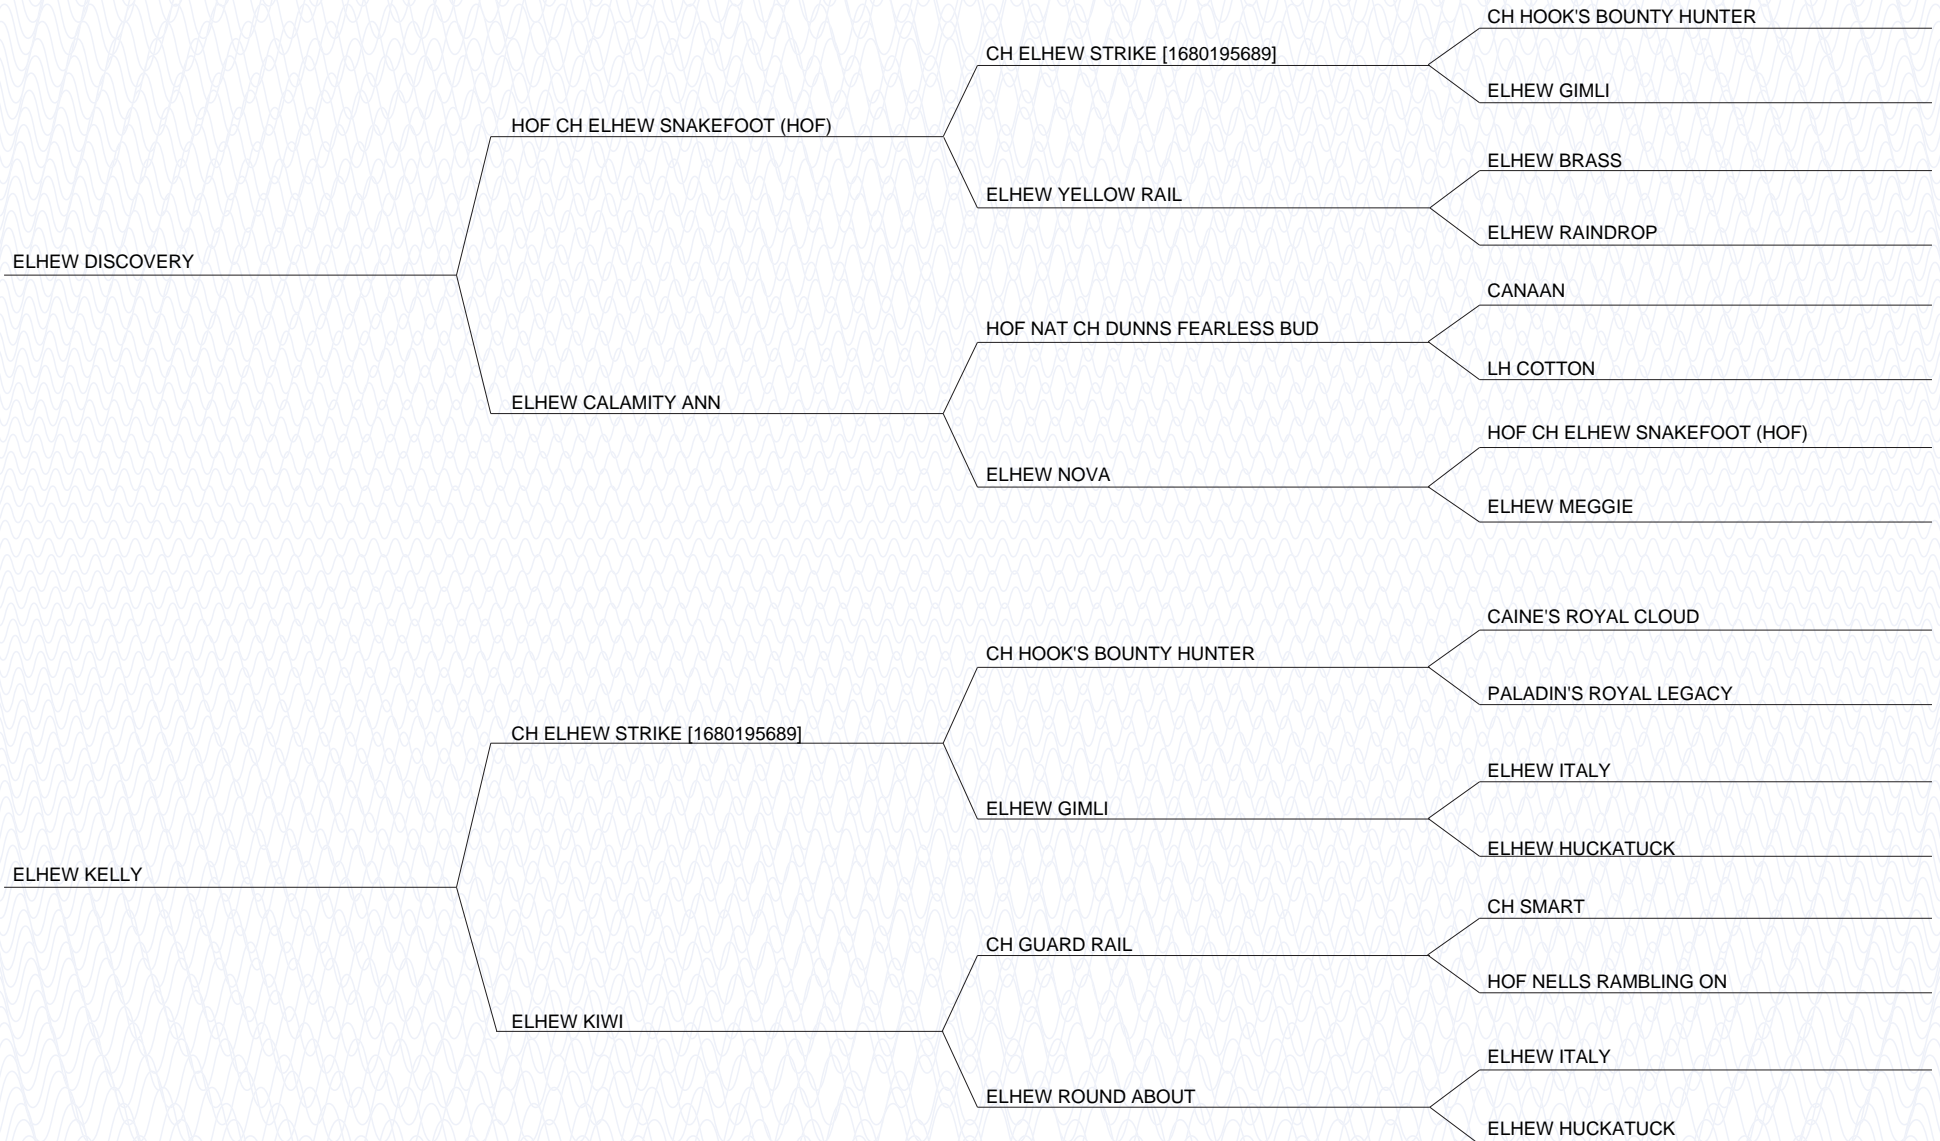 CH HOOK'S BOUNTY HUNTER
CH ELHEW STRIKE [1680195689]
ELHEW GIMLI
HOF CH ELHEW SNAKEFOOT (HOF)
ELHEW BRASS
ELHEW YELLOW RAIL
ELHEW RAINDROP
ELHEW DISCOVERY
CANAAN
HOF NAT CH DUNNS FEARLESS BUD
LH COTTON
ELHEW CALAMITY ANN
HOF CH ELHEW SNAKEFOOT (HOF)
ELHEW NOVA
ELHEW MEGGIE
CAINE'S ROYAL CLOUD
CH HOOK'S BOUNTY HUNTER
PALADIN'S ROYAL LEGACY
CH ELHEW STRIKE [1680195689]
ELHEW ITALY
ELHEW GIMLI
ELHEW HUCKATUCK
ELHEW KELLY
CH SMART
CH GUARD RAIL
HOF NELLS RAMBLING ON
ELHEW KIWI
ELHEW ITALY
ELHEW ROUND ABOUT
ELHEW HUCKATUCK